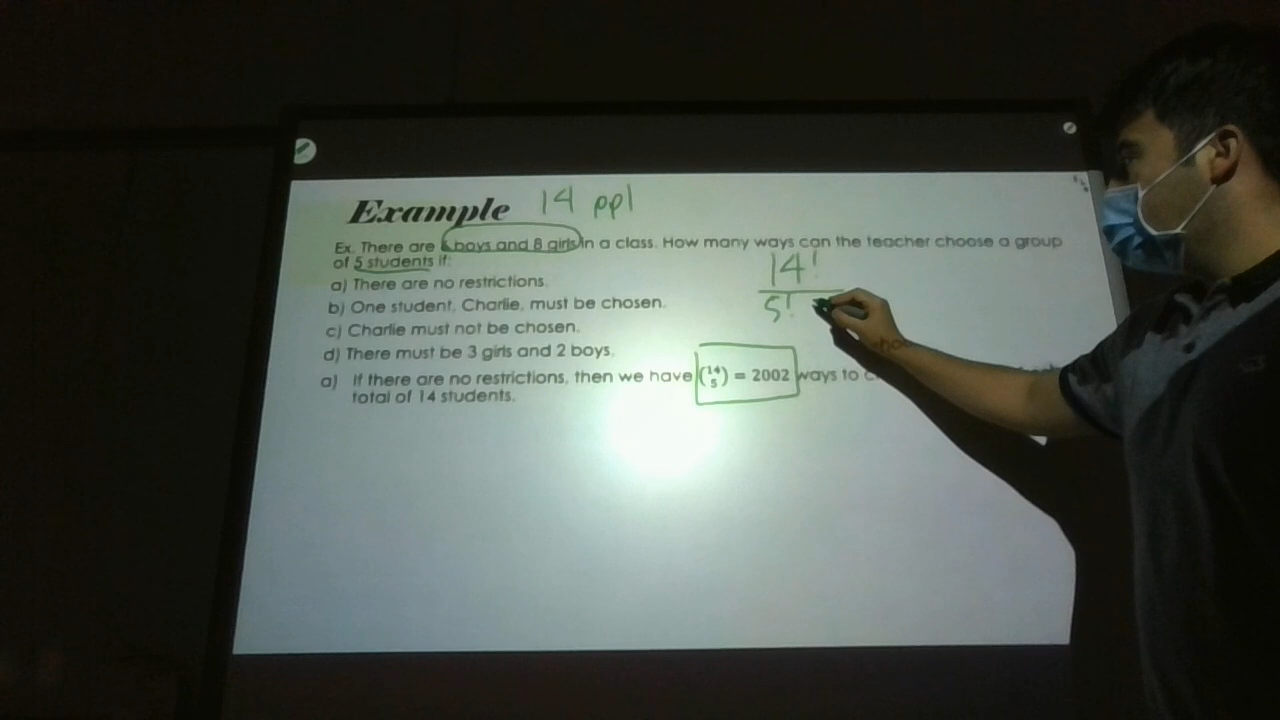 Example 14 ppl
Ex. There are boys and 8 girls in a class. How many ways can the teacher choose a group
of 5 students if:
14!
a) There are no restrictions.
5!
b) One student, Charlie, must be chosen.
c) Charlie must not be chosen.
d) There must be 3 girls and 2 boys.
a) If there are no restrictions, then we have (14 5) = 2002 ways to
total of 14 students.